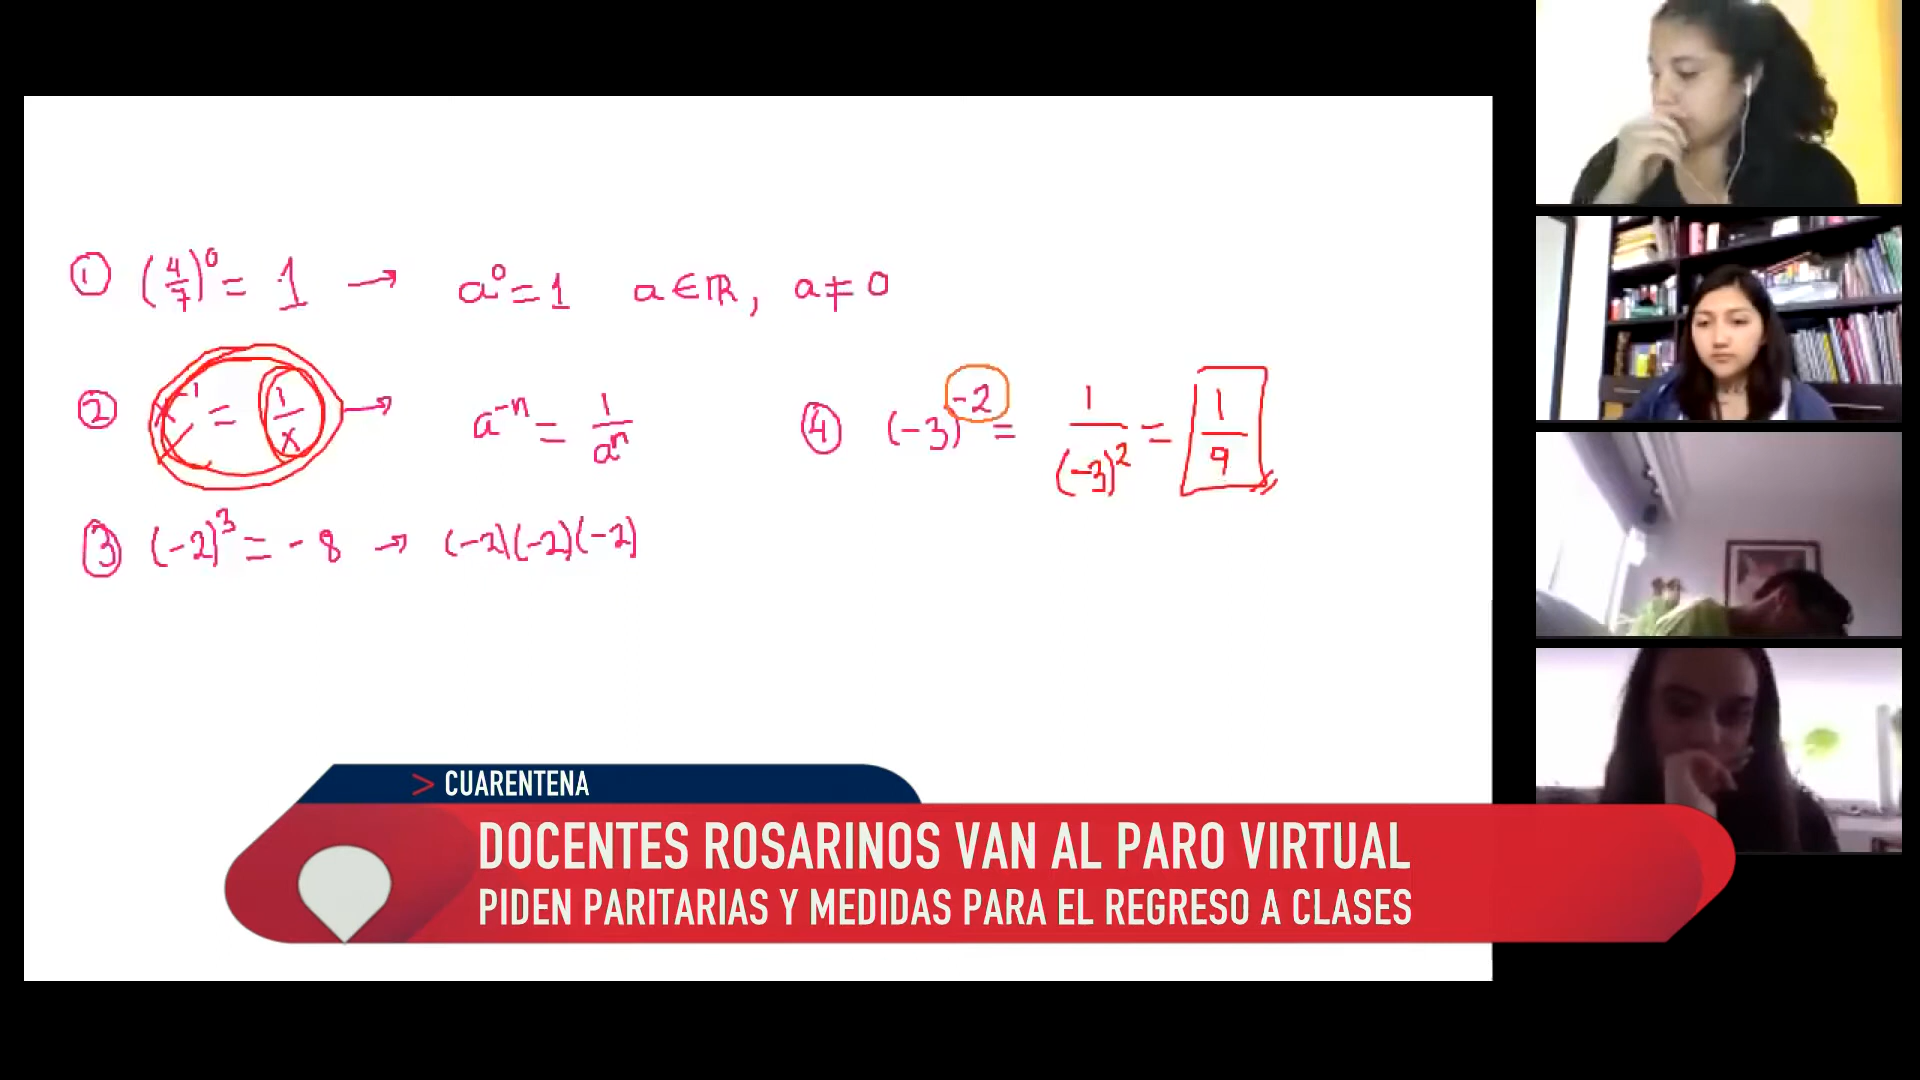 ① (4/7)⁰ = 1 → a⁰ = 1 a ∈ ℝ, a ≠ 0
② x⁻¹ = 1/x → a⁻ⁿ = 1/aⁿ
④ (-3)⁻² = 1/(-3)² = 1/9
③ (-2)³ = -8 → (-2)(-2)(-2)
> CUARENTENA
DOCENTES ROSARINOS VAN AL PARO VIRTUAL
PIDEN PARITARIAS Y MEDIDAS PARA EL REGRESO A CLASES